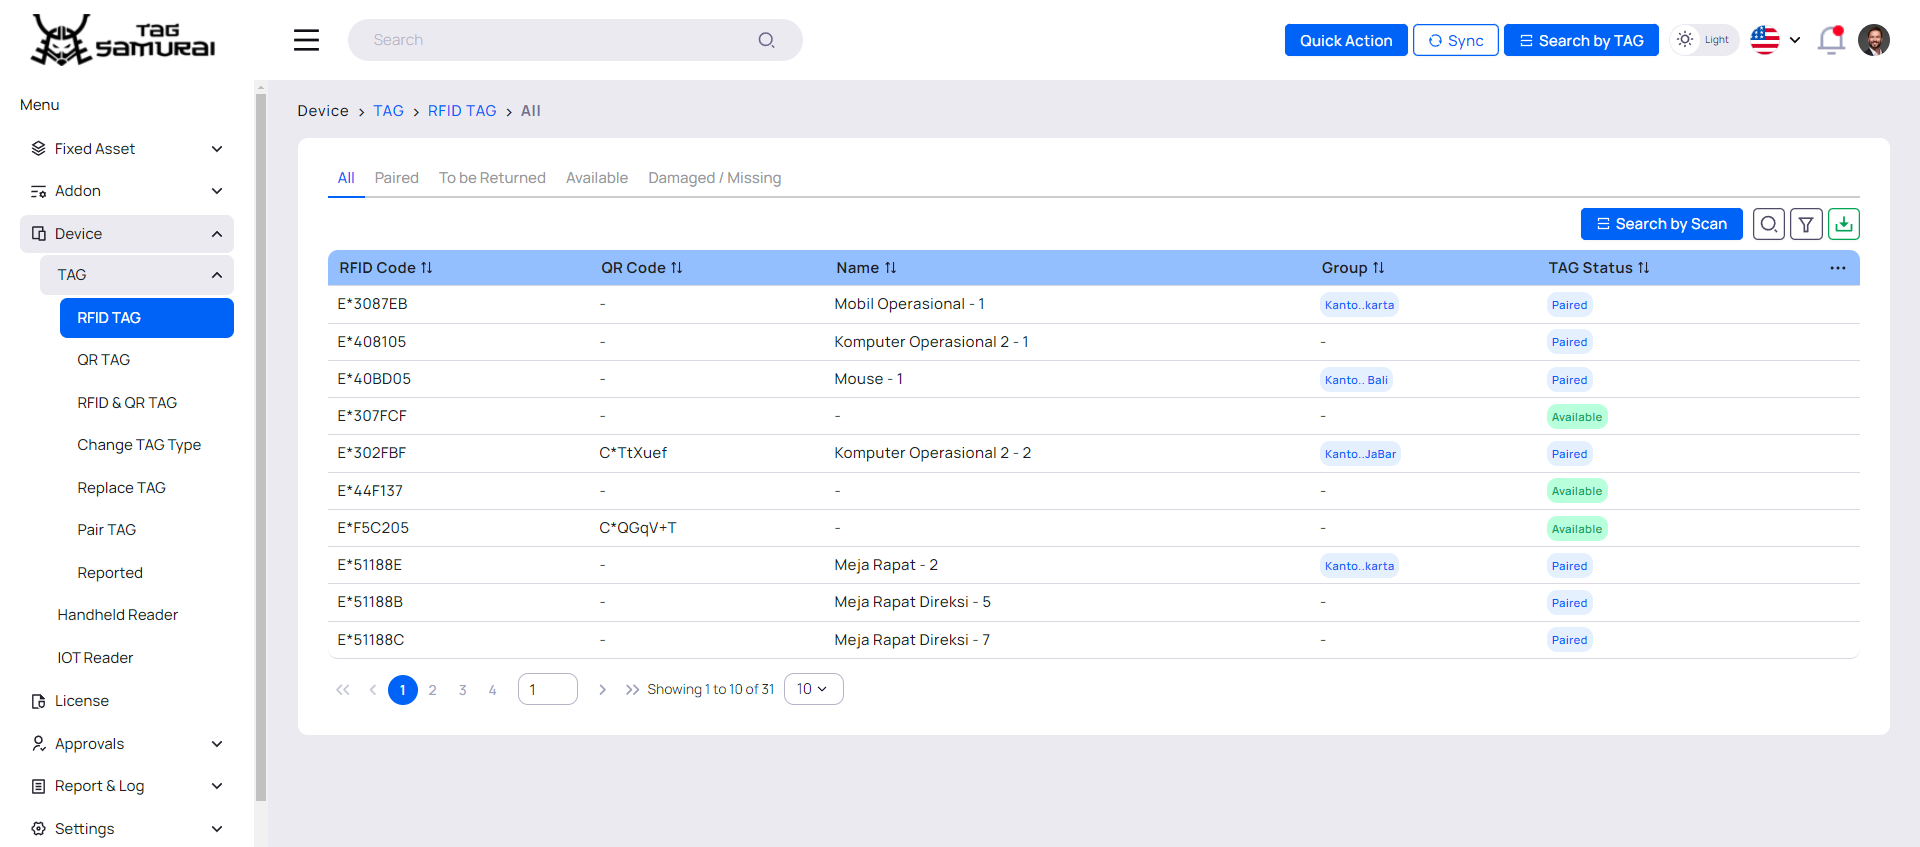 TAG SAMURAI
Search
Quick Action
Sync
Search by TAG
Light
Menu
Fixed Asset
Addon
Device
TAG
RFID TAG
QR TAG
RFID & QR TAG
Change TAG Type
Replace TAG
Pair TAG
Reported
Handheld Reader
IOT Reader
License
Approvals
Report & Log
Settings
Device > TAG > RFID TAG > All
All Paired To be Returned Available Damaged / Missing
Search by Scan
RFID Code QR Code Name Group TAG Status ...
E*3087EB - Mobil Operasional - 1 Kanto..karta Paired
E*408105 - Komputer Operasional 2 - 1 - Paired
E*40BD05 - Mouse - 1 Kanto.. Bali Paired
E*307FCF - - - Available
E*302FBF C*TtXuef Komputer Operasional 2 - 2 Kanto..JaBar Paired
E*44F137 - - - Available
E*F5C205 C*QGqV+T - - Available
E*51188E - Meja Rapat - 2 Kanto..karta Paired
E*51188B - Meja Rapat Direksi - 5 - Paired
E*51188C - Meja Rapat Direksi - 7 - Paired
1 2 3 4 1 Showing 1 to 10 of 31 10